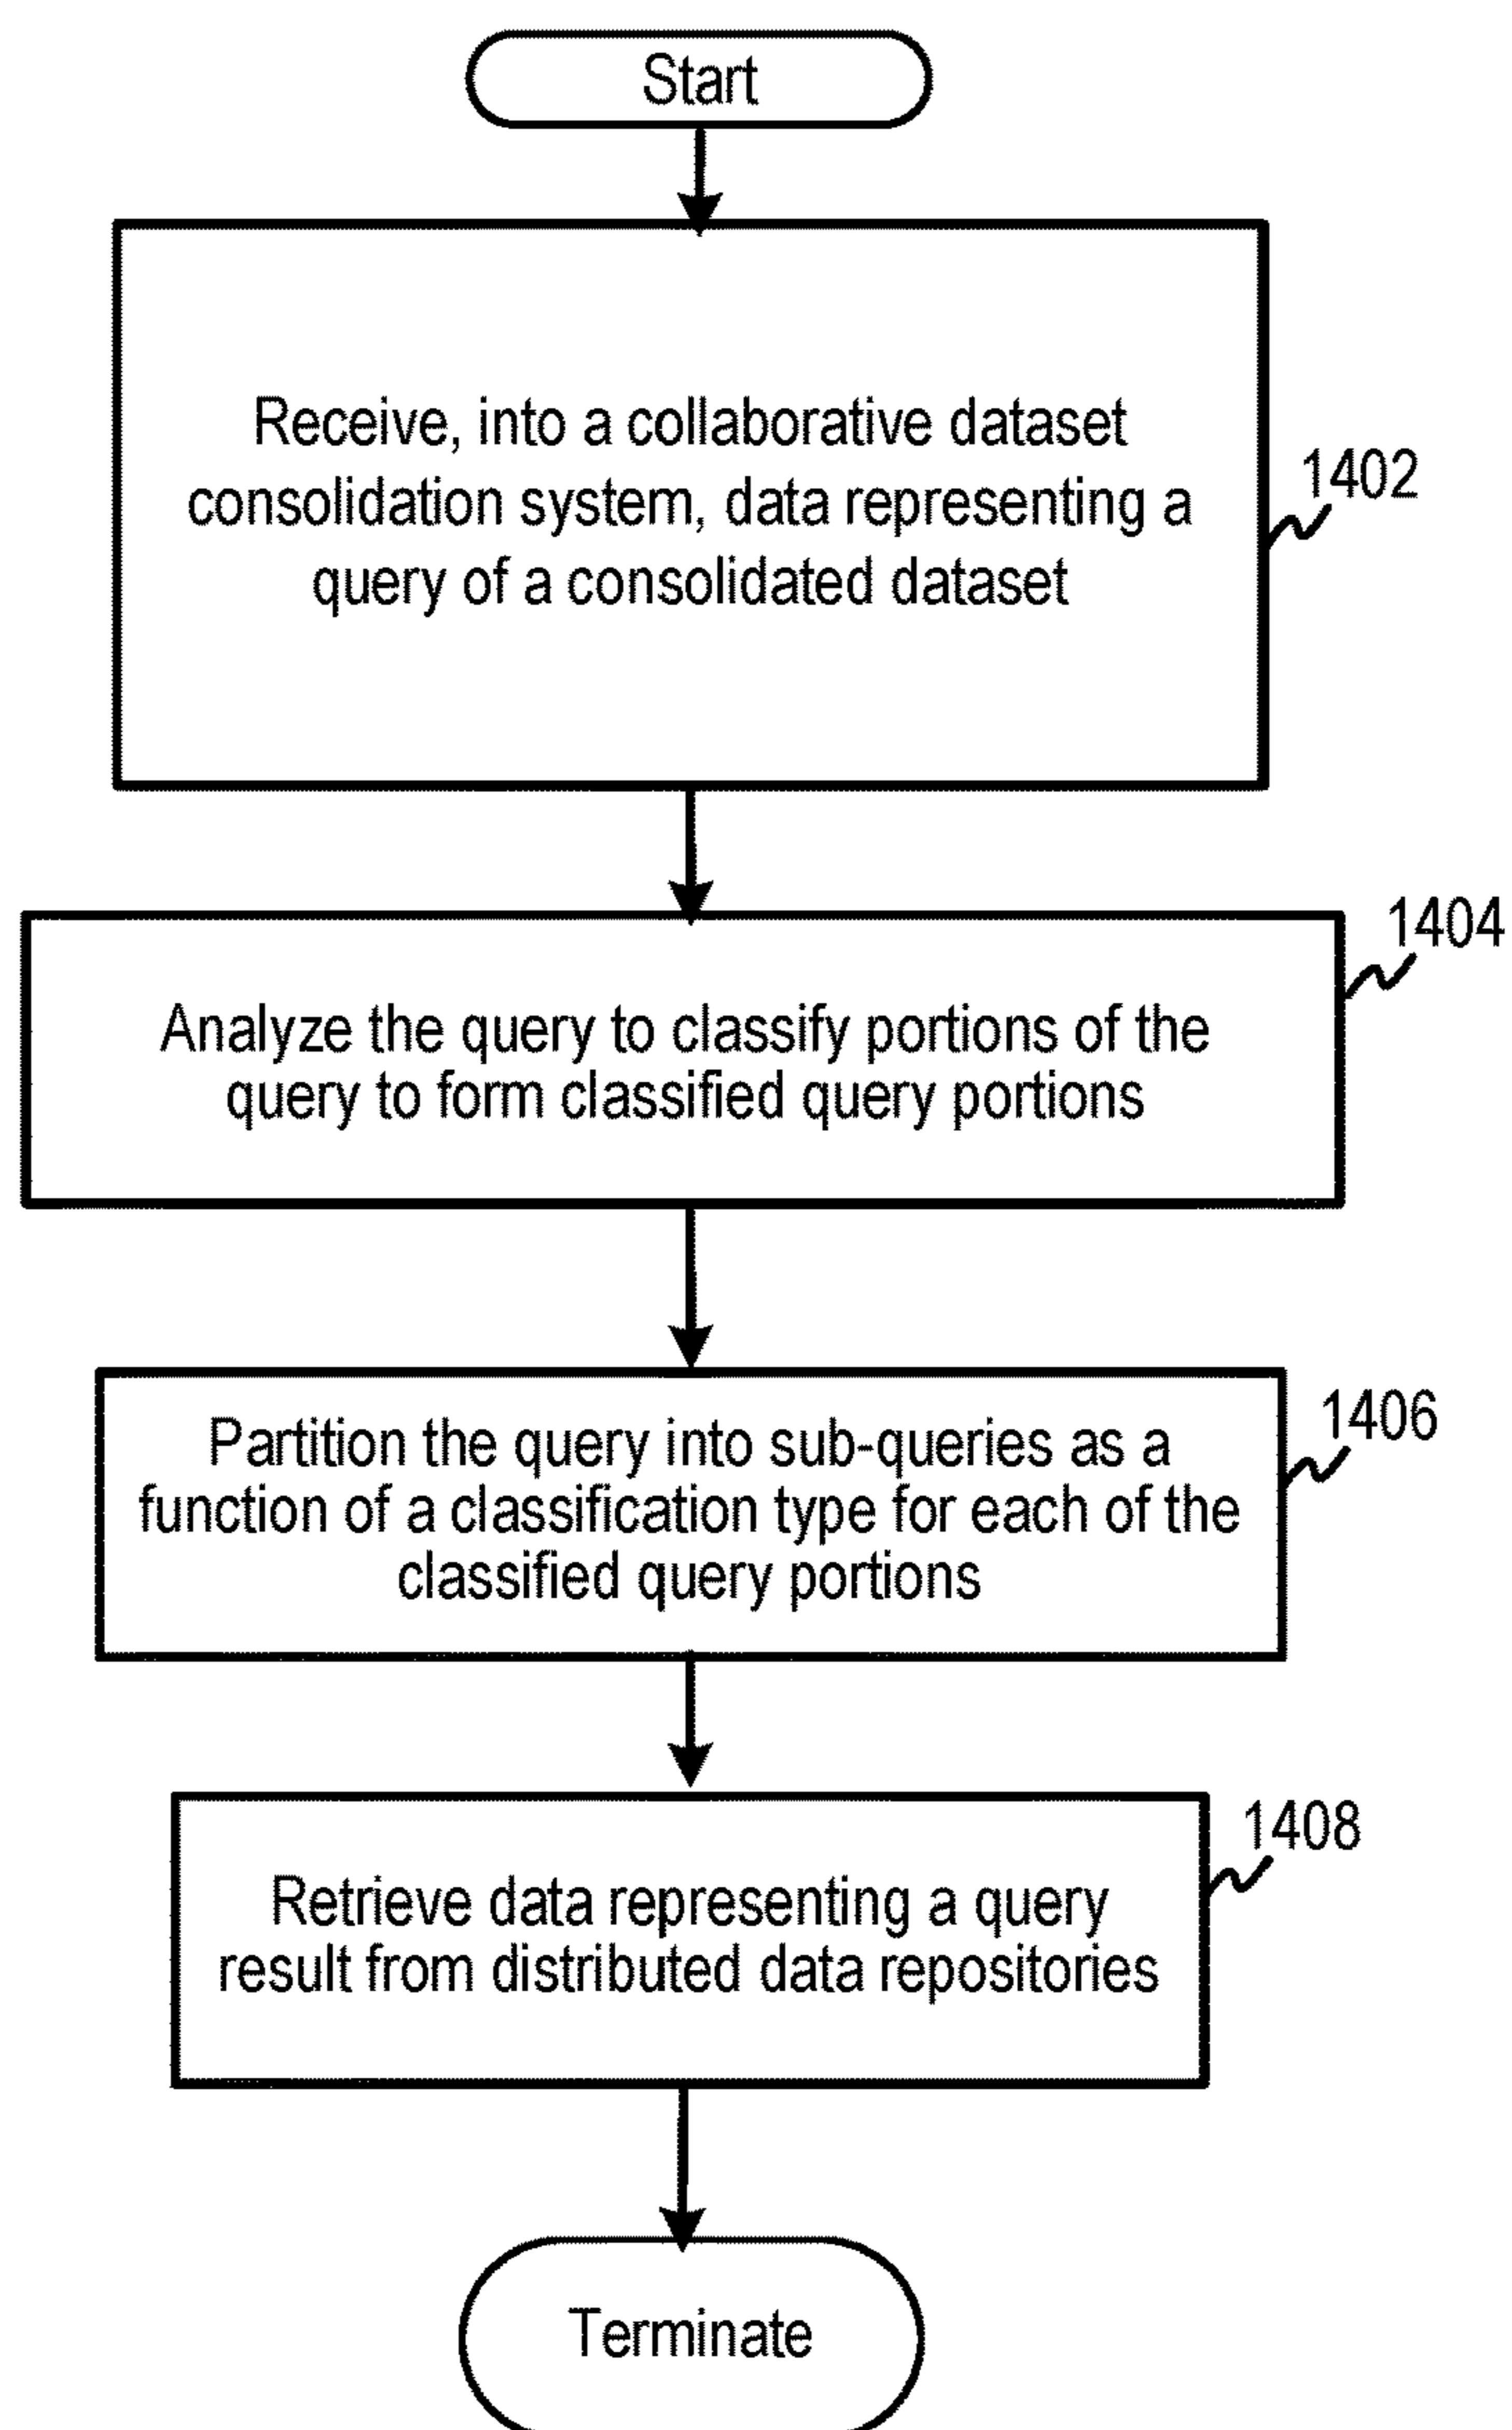 Start
Receive, into a collaborative dataset
consolidation system, data representing a
query of a consolidated dataset
1402
1404
Analyze the query to classify portions of the
query to form classified query portions
1406
Partition the query into sub-queries as a
function of a classification type for each of the
classified query portions
1408
Retrieve data representing a query
result from distributed data repositories
Terminate